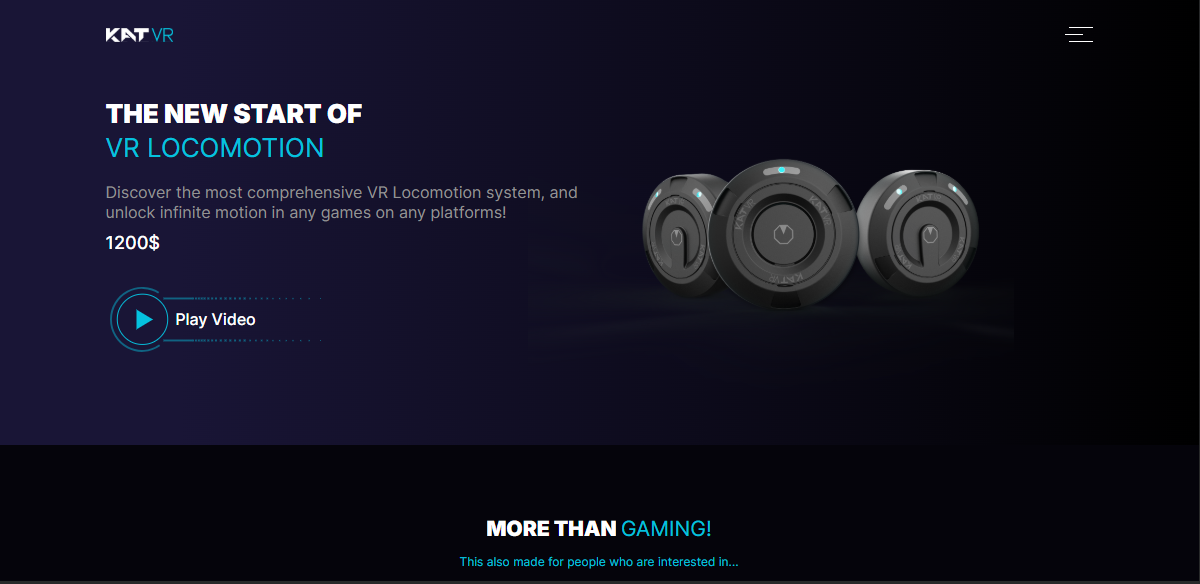 KAT VR
THE NEW START OF
VR LOCOMOTION
Discover the most comprehensive VR Locomotion system, and
unlock infinite motion in any games on any platforms!
1200$
Play Video
MORE THAN GAMING!
This also made for people who are interested in...